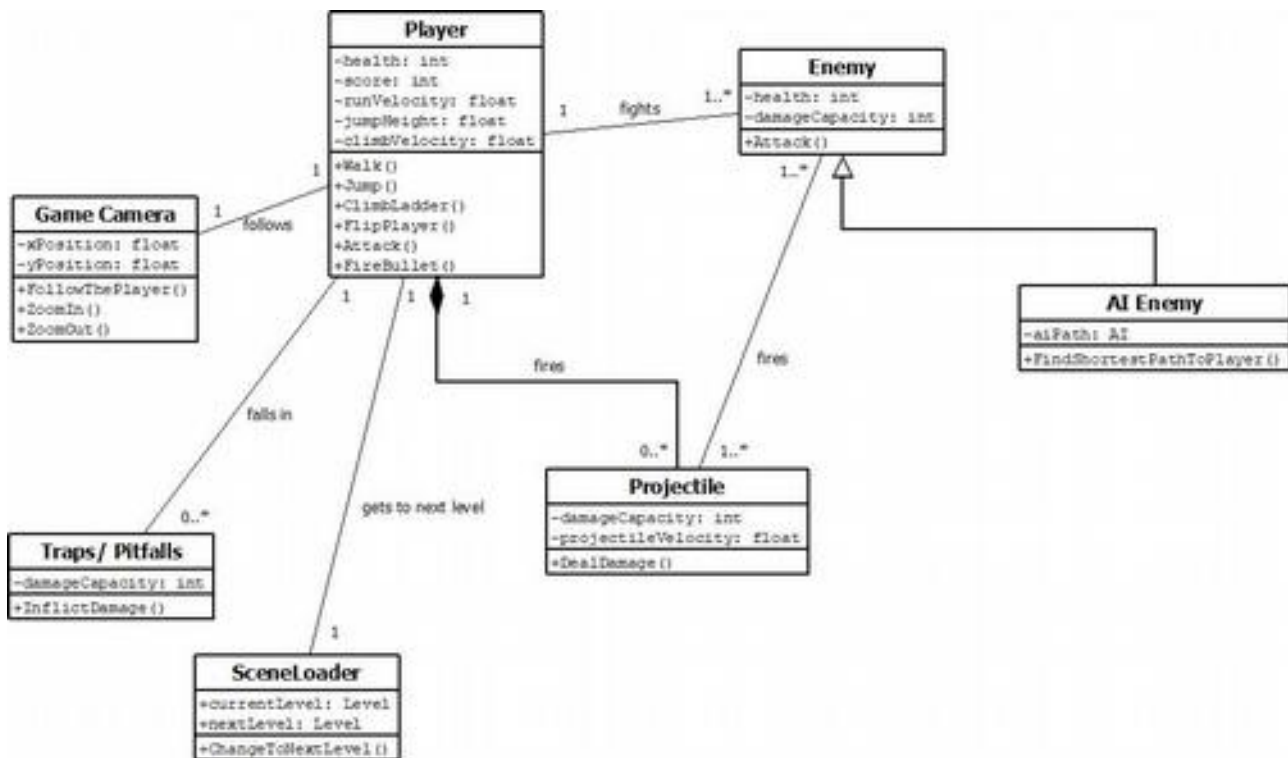 Player
-health: int
-score: int
-runVelocity: float
-jumpHeight: float
-climbVelocity: float
+Walk()
+Jump()
+ClimbLadder()
+FlipPlayer()
+Attack()
+FireBullet()
Enemy
-health: int
-damageCapacity: int
+Attack()
1
fights
1..*
Game Camera
-xPosition: float
-yPosition: float
+FollowThePlayer()
+ZoomIn()
+ZoomOut()
1
follows
1
1
1
1
1..*
AI Enemy
-aiPath: AI
+FindShortestPathToPlayer()
fires
fires
falls in
0..*
1..*
Projectile
-damageCapacity: int
-projectileVelocity: float
+DealDamage()
gets to next level
0..*
Traps/ Pitfalls
-damageCapacity: int
+InflictDamage()
1
SceneLoader
+currentLevel: Level
+nextLevel: Level
+ChangeToNextLevel()